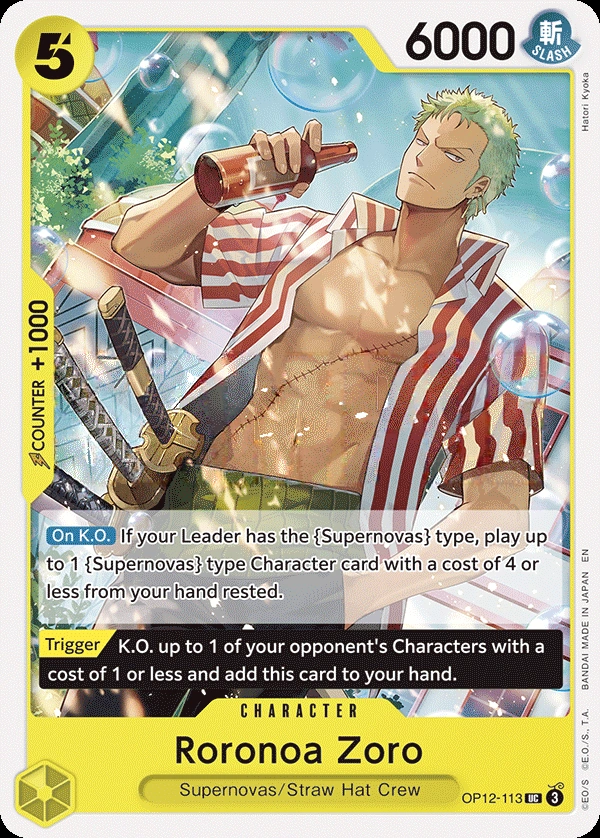 5
6000
斬
SLASH
Hatori Kyoka
COUNTER +1000
On K.O. If your Leader has the {Supernovas} type, play up
to 1 {Supernovas} type Character card with a cost of 4 or
less from your hand rested.
Trigger K.O. up to 1 of your opponent's Characters with a
cost of 1 or less and add this card to your hand.
CHARACTER
Roronoa Zoro
Supernovas/Straw Hat Crew
OP12-113 UC 3
©E.O/S ©E.O./S., T.A. BANDAI MADE IN JAPAN EN